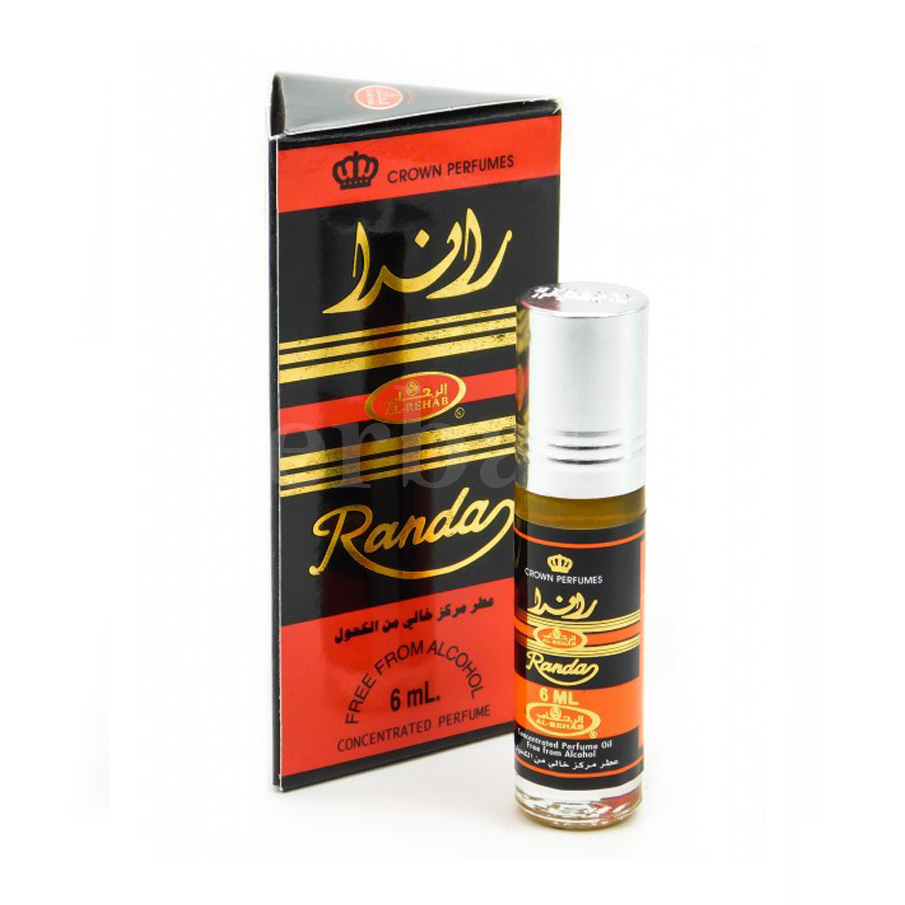 CROWN PERFUMES
راندا
الرحاب
AL-REHAB
®
Randa
عطر مركز خالي من الكحول
FREE FROM ALCOHOL
6 mL.
CONCENTRATED PERFUME
CROWN PERFUMES
راندا
الرحاب
AL-REHAB
Randa
6 ML
الرحاب
AL-REHAB
®
Concentrated Perfume Oil
Free from Alcohol
عطر مركز خالي من الكحول